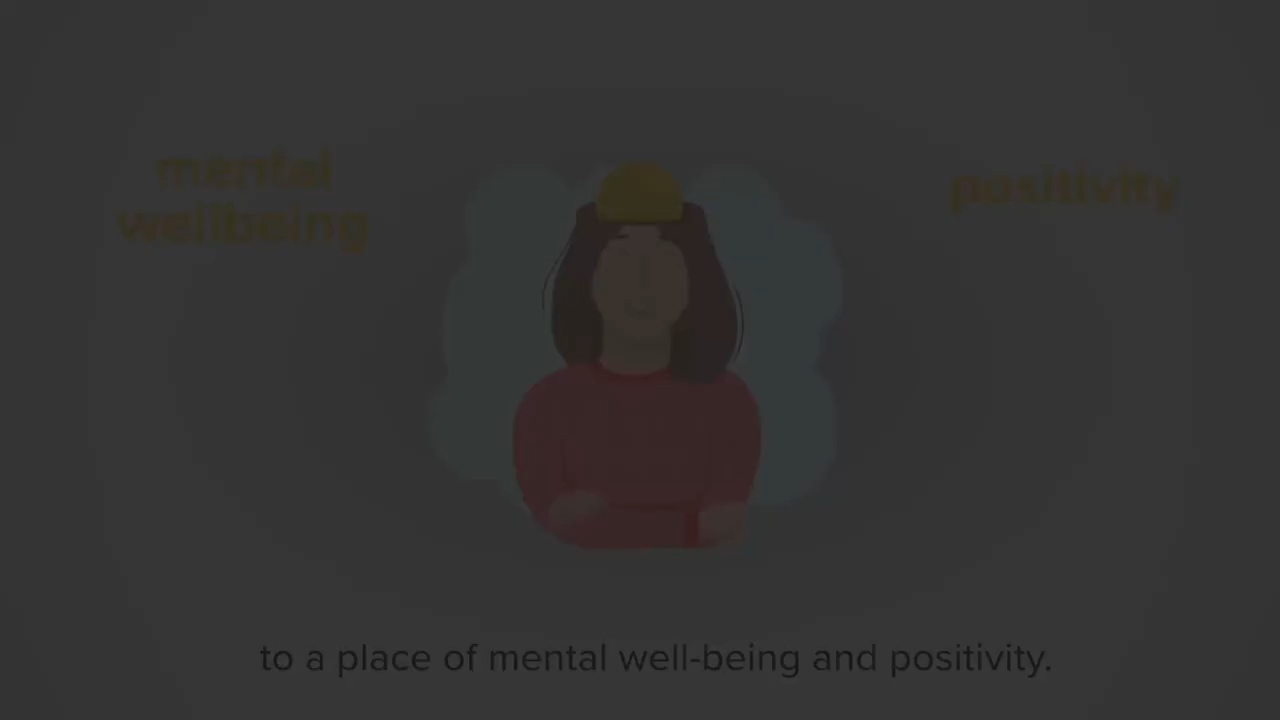 mental
wellbeing
positivity
to a place of mental well-being and positivity.